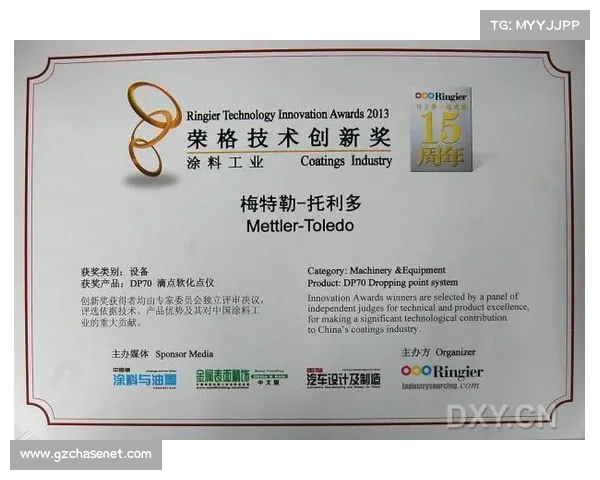 TG: MYYJJPP
Ringier Technology Innovation Awards 2013
荣格技术创新奖
涂料工业 Coatings Industry
Ringier
15
周年
梅特勒-托利多
Mettler-Toledo
获奖类别：设备
获奖产品：DP70 滴点软化点仪
创新奖获得者均由专家委员会独立评审决议，
评选依据技术、产品优势及其对中国涂料工
业的重大贡献。
Category: Machinery &Equipment
Product: DP70 Dropping point system
Innovation Awards winners are selected by a panel of
independent judges for technical and product excellence,
for making a significant technological contribution
to China's coatings industry.
主办媒体 Sponsor Media
涂料与油墨
金属表面精饰
中文版
汽车设计及制造
主办方 Organizer
Ringier
industrysourcing.com
DXY.CN
www.gzchasenet.com